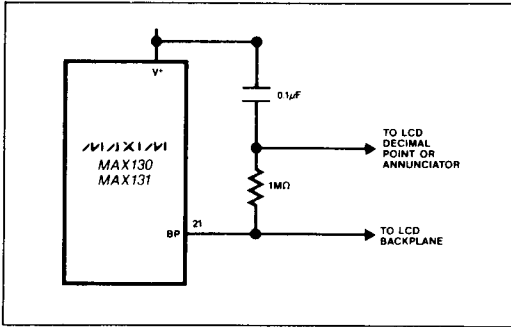 V+
0.1µF
MAXIM
MAX130
MAX131
TO LCD
DECIMAL
POINT OR
ANNUNCIATOR
1MΩ
21
BP
TO LCD
BACKPLANE